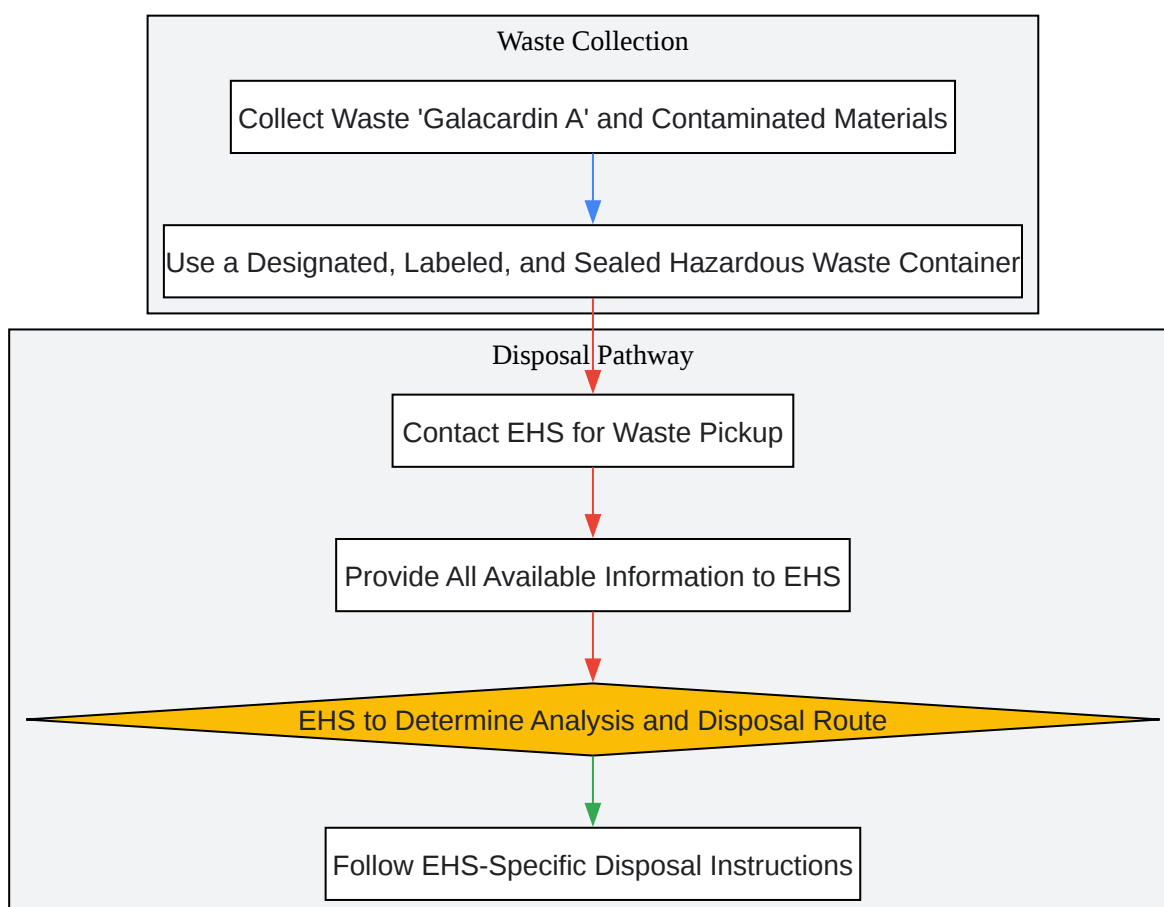 Waste Collection
Collect Waste 'Galacardin A' and Contaminated Materials
Use a Designated, Labeled, and Sealed Hazardous Waste Container
Disposal Pathway
Contact EHS for Waste Pickup
Provide All Available Information to EHS
EHS to Determine Analysis and Disposal Route
Follow EHS-Specific Disposal Instructions